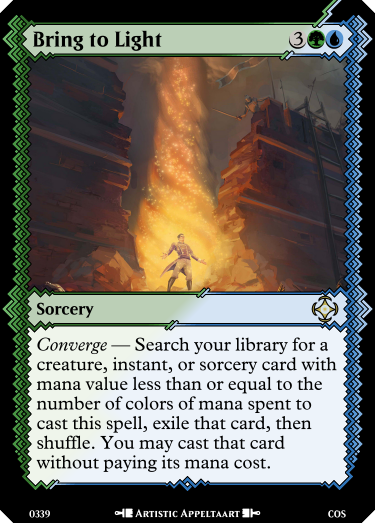 Bring to Light 3
Sorcery
Converge — Search your library for a
creature, instant, or sorcery card with
mana value less than or equal to the
number of colors of mana spent to
cast this spell, exile that card, then
shuffle. You may cast that card
without paying its mana cost.
0339 Artistic Appeltaart COS